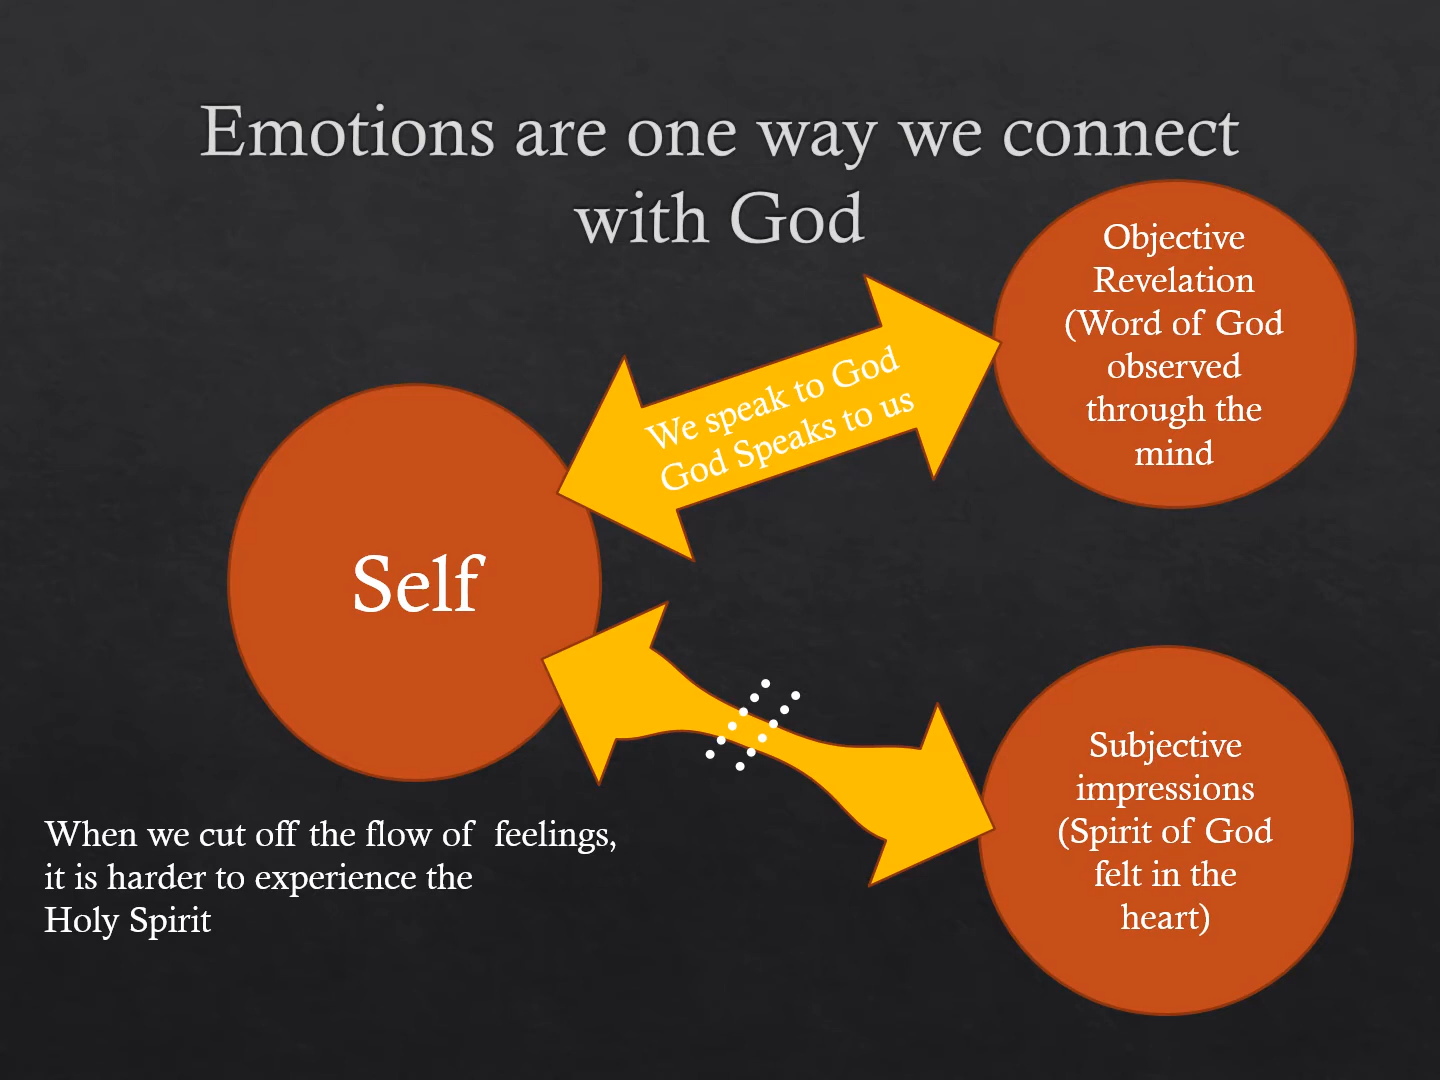 Emotions are one way we connect
with God
Objective
Revelation
(Word of God
observed
through the
mind
We speak to God
God Speaks to us
Self
Subjective
impressions
(Spirit of God
felt in the
heart)
When we cut off the flow of  feelings,
it is harder to experience the
Holy Spirit